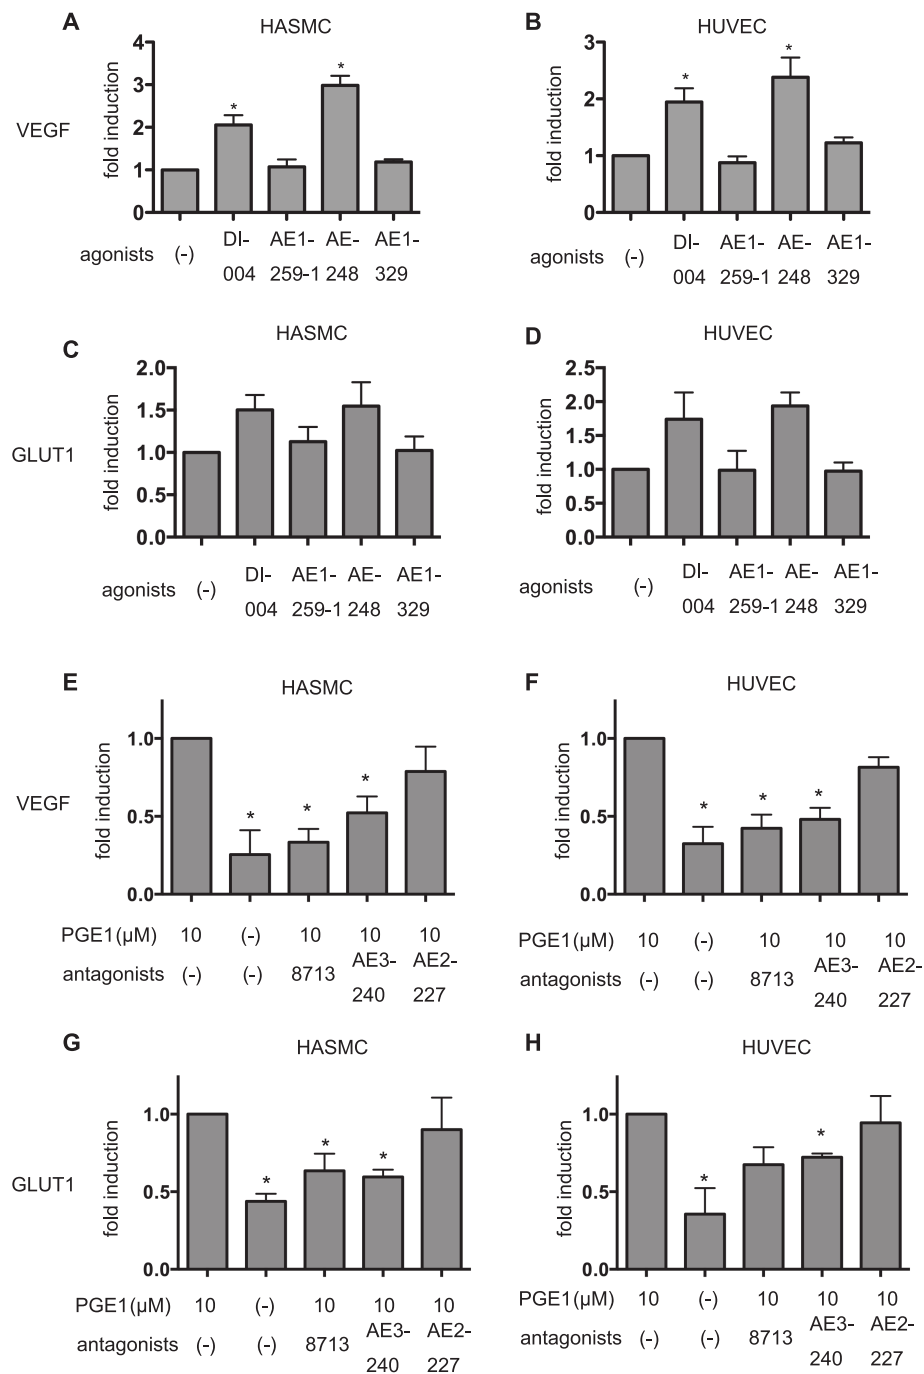 A HASMC
B HUVEC
VEGF
fold induction
4
3
2
1
0
* *
agonists (-) DI- AE1- AE- AE1-
004 259-1 248 329
fold induction
3
2
1
0
* *
agonists (-) DI- AE1- AE- AE1-
004 259-1 248 329
C HASMC
D HUVEC
GLUT1
fold induction
2.0
1.5
1.0
0.5
0.0
agonists (-) DI- AE1- AE- AE1-
004 259-1 248 329
fold induction
2.5
2.0
1.5
1.0
0.5
0.0
agonists (-) DI- AE1- AE- AE1-
004 259-1 248 329
E HASMC
F HUVEC
VEGF
fold induction
1.0
0.5
0.0
* * *
PGE1(µM) 10 (-) 10 10 10
antagonists (-) (-) 8713 AE3- AE2-
240 227
fold induction
1.0
0.5
0.0
* * *
PGE1(µM) 10 (-) 10 10 10
antagonists (-) (-) 8713 AE3- AE2-
240 227
G HASMC
H HUVEC
GLUT1
fold induction
1.0
0.5
0.0
* * *
PGE1(µM) 10 (-) 10 10 10
antagonists (-) (-) 8713 AE3- AE2-
240 227
fold induction
1.0
0.5
0.0
* *
PGE1(µM) 10 (-) 10 10 10
antagonists (-) (-) 8713 AE3- AE2-
240 227